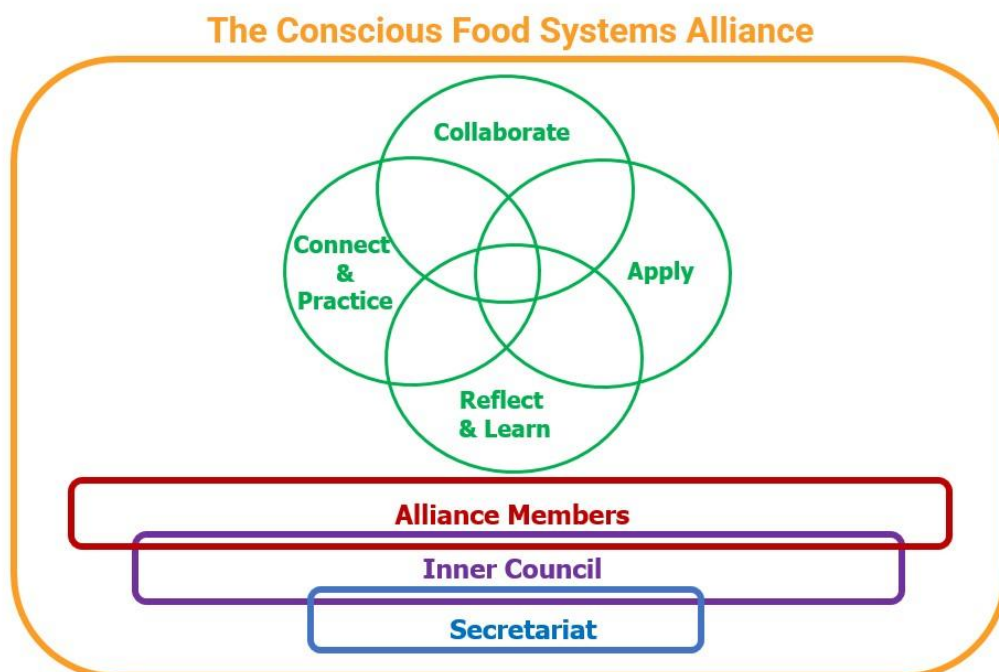 The Conscious Food Systems Alliance
Collaborate
Connect
&
Practice
Apply
Reflect
& Learn
Alliance Members
Inner Council
Secretariat